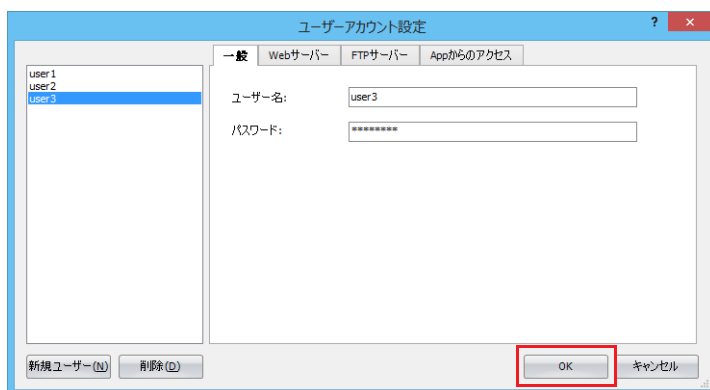 ユーザーアカウント設定
? ×
一般 Webサーバー FTPサーバー Appからのアクセス
user1
user2
user3
ユーザー名: user3
パスワード: ********
新規ユーザー(N) 削除(D) OK キャンセル